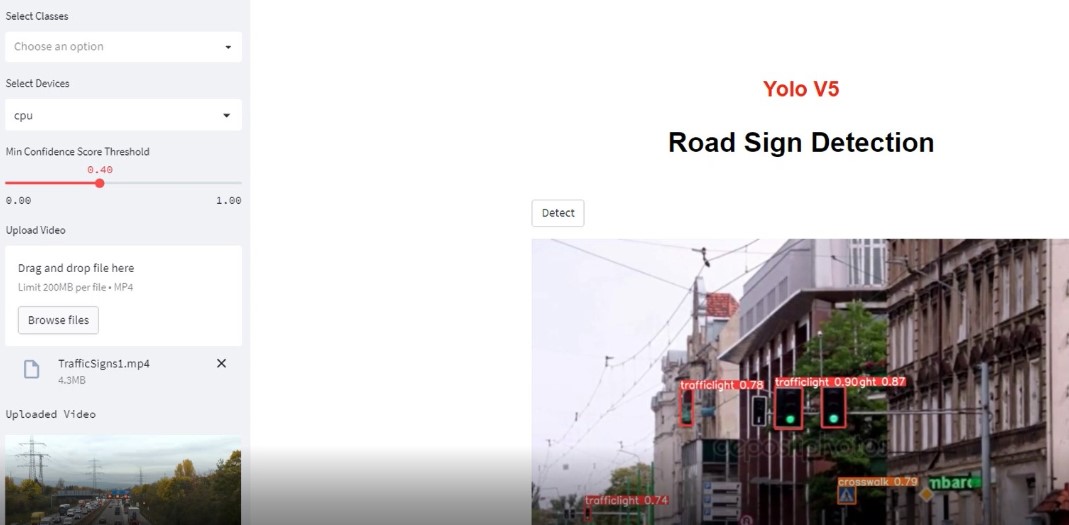 Select Classes
Choose an option
Select Devices
cpu
Min Confidence Score Threshold
0.40
0.00
1.00
Upload Video
Drag and drop file here
Limit 200MB per file • MP4
Browse files
TrafficSigns1.mp4
4.3MB
Uploaded Video
Yolo V5
Road Sign Detection
Detect
trafficlight 0.78
trafficlight 0.90ght 0.87
depositphotos
crosswalk 0.79
mbard
trafficlight 0.74